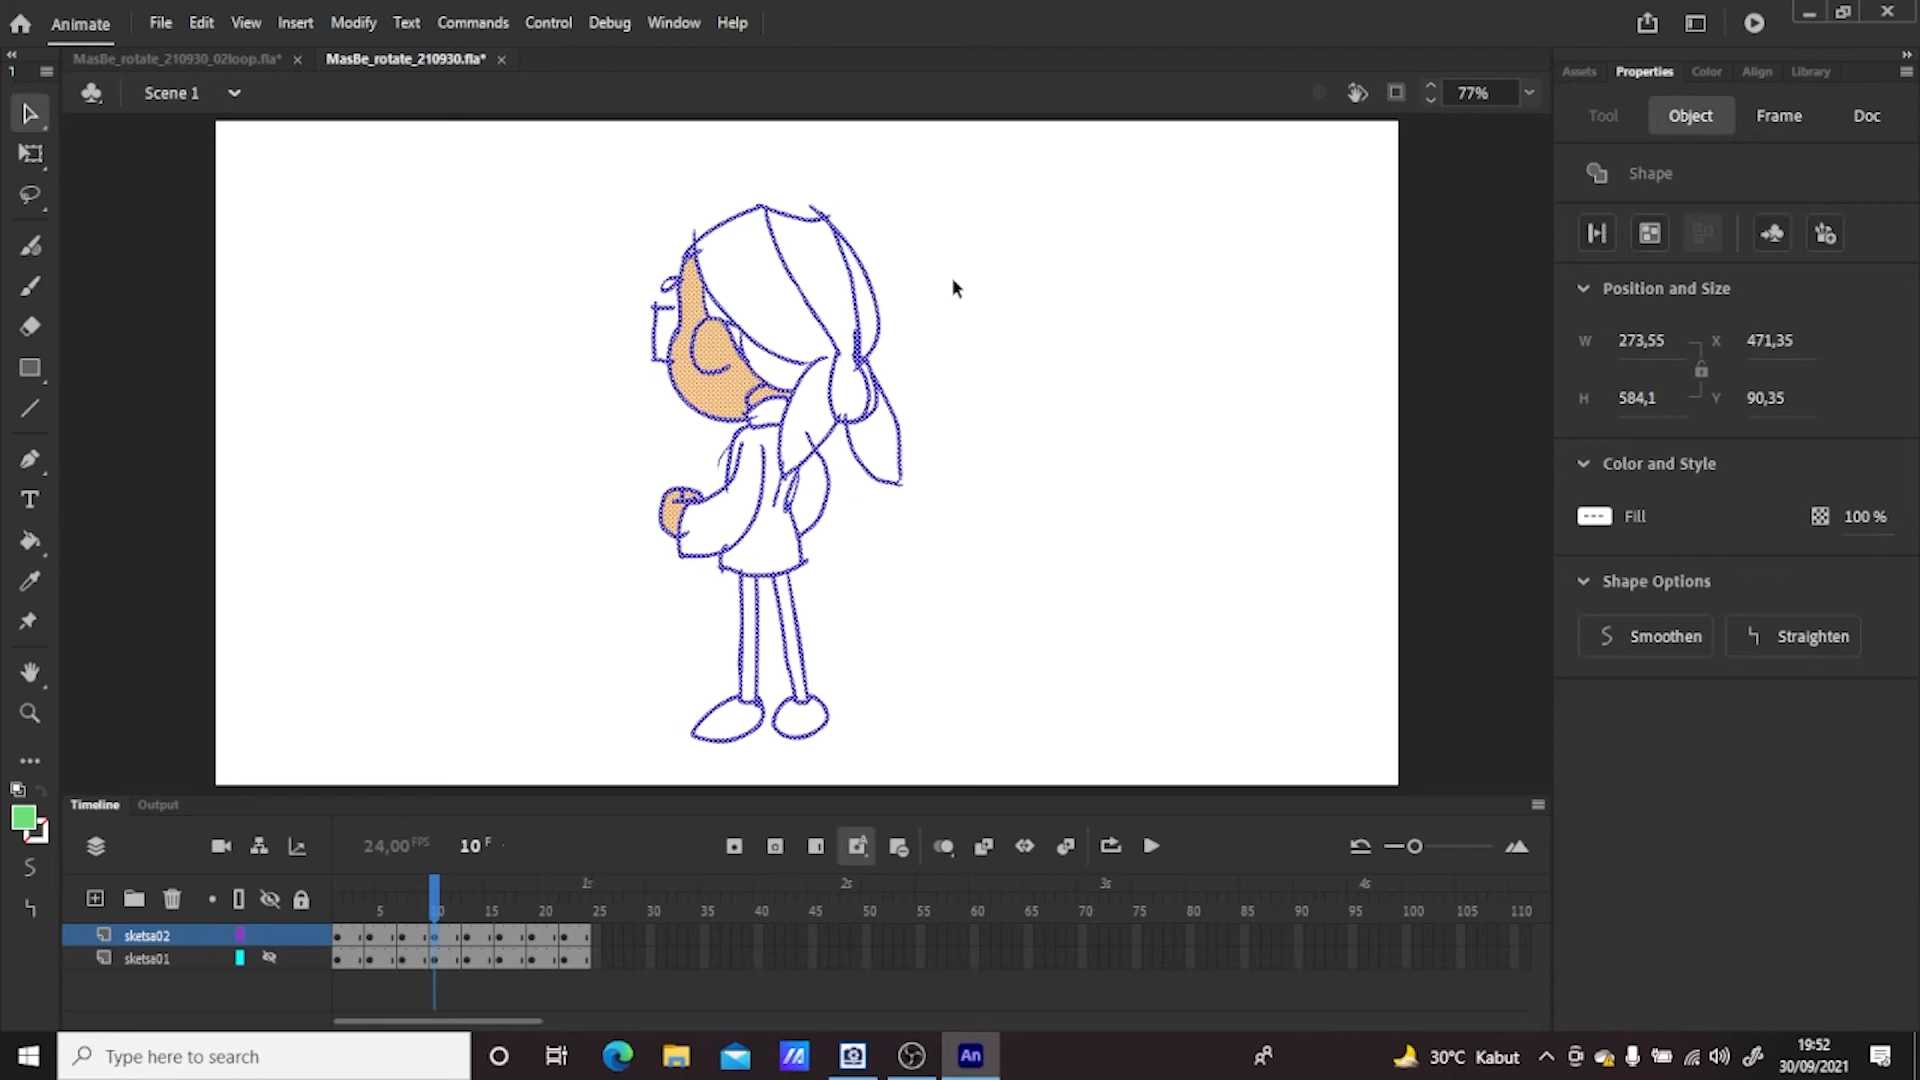 Animate File Edit View Insert Modify Text Commands Control Debug Window Help
MasBe_rotate_210930_02loop.fla* MasBe_rotate_210930.fla*
1
Scene 1 77%
Assets Properties Color Align Library
Tool Object Frame Doc
Shape
Position and Size
W 273,55 X 471,35
H 584,1 Y 90,35
Color and Style
Fill 100 %
Shape Options
Smoothen Straighten
Timeline Output
24,00 FPS 10 F
1s 2s 3s 4s
5 10 15 20 25 30 35 40 45 50 55 60 65 70 75 80 85 90 95 100 105 110
sketsa02
sketsa01
Type here to search
An
30°C Kabut
19:52
30/09/2021